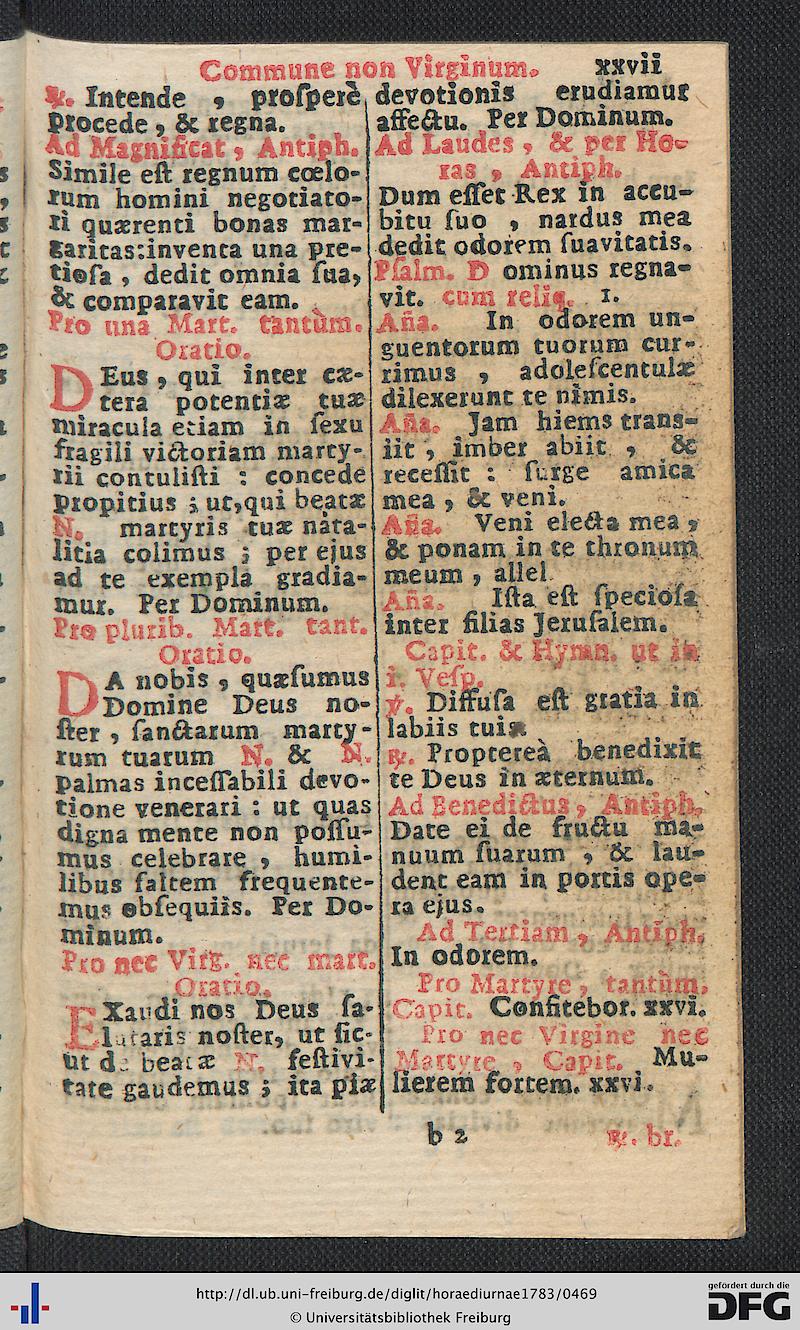 Commune non Virginum. xxvii
℟. Intende , proſperè
procede , & regna.
Ad Magnificat , Antiph.
Simile eſt regnum cœlo-
rum homini negotiato-
ri quærenti bonas mar-
garitas:inventa una pre-
tioſa , dedit omnia ſua,
& comparavit eam.
Pro una Mart. tantùm.
Oratio.
DEus , qui inter cæ-
tera potentiæ tuæ
miracula etiam in ſexu
fragili victoriam marty-
rii contuliſti : concede
propitius ; ut,qui beatæ
N. martyris tuæ nata-
litia colimus ; per ejus
ad te exempla gradia-
mur. Per Dominum.
Pro plurib. Mart. tant.
Oratio.
DA nobis , quæſumus
Domine Deus no-
ſter , ſanctarum marty-
rum tuarum N. & N.
palmas inceſſabili devo-
tione venerari : ut quas
digna mente non poſſu-
mus celebrare , humi-
libus ſaltem frequente-
mus obſequiis. Per Do-
minum.
Pro nec Virg. nec mart.
Oratio.
EXaudi nos Deus ſa-
lutaris noſter, ut ſic-
ut de beatæ N. feſtivi-
tate gaudemus ; ita piæ
devotionis erudiamur
affectu. Per Dominum.
Ad Laudes , & per Ho-
ras , Antiph.
Dum eſſet Rex in accu-
bitu ſuo , nardus mea
dedit odorem ſuavitatis.
Pſalm. D ominus regna-
vit. cum reliq. 1.
Aña. In odorem un-
guentorum tuorum cur-
rimus , adoleſcentulæ
dilexerunt te nimis.
Aña. Jam hiems trans-
iit , imber abiit , &
receſſit : ſurge amica
mea , & veni.
Aña. Veni electa mea ,
& ponam in te thronum
meum , allel.
Aña. Iſta eſt ſpecioſa
inter filias Jeruſalem.
Capit. & Hymn. ut in
i. Veſp.
℣. Diffuſa eſt gratia in
labiis tuis
℟. Propterea̓ benedixit
te Deus in æternum.
Ad Benedictus , Antiph.
Date ei de fructu ma-
nuum ſuarum , & lau-
dent eam in portis ope-
ra ejus.
Ad Tertiam , Antiph.
In odorem.
Pro Martyre , tantùm,
Capit. Confitebor. xxvi.
Pro nec Virgine nec
Martyre , Capit. Mu-
lierem fortem. xxvi.
b 2 ℟. br.
http://dl.ub.uni-freiburg.de/diglit/horaediurnae1783/0469
© Universitätsbibliothek Freiburg
gefördert durch die
DFG